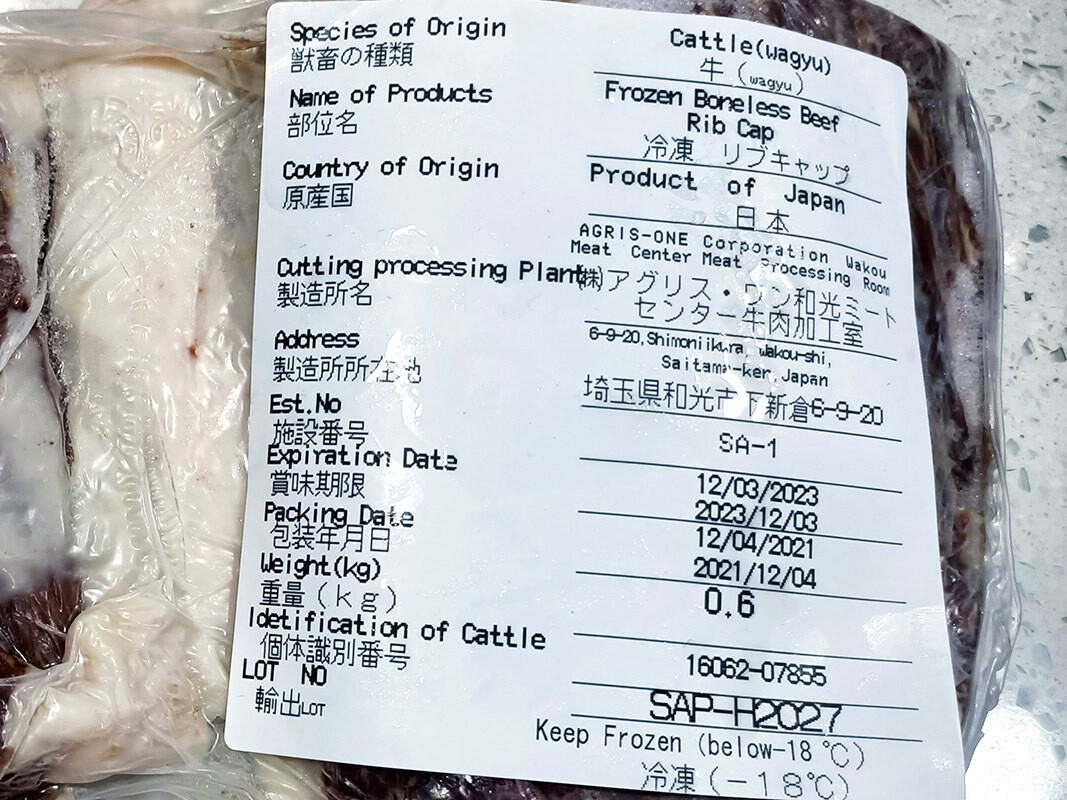 Species of Origin
獣畜の種類
Cattle(wagyu)
牛 (wagyu)
Name of Products
部位名
Frozen Boneless Beef
Rib Cap
冷凍 リブキャップ
Country of Origin
原産国
Product of Japan
日本
Cutting processing Plant
製造所名
AGRIS-ONE Corporation Wakou
Meat Center Meat Processing Room
㈱アグリス・ワン和光ミート
センター牛肉加工室
Address
製造所所在地
6-9-20,Shimoniikura, Wakou-shi,
Saitama-ken,Japan
埼玉県和光市下新倉6-9-20
Est.No
施設番号
SA-1
Expiration Date
賞味期限
12/03/2023
2023/12/03
Packing Date
包装年月日
12/04/2021
2021/12/04
Weight(kg)
重量(kg)
0.6
Idetification of Cattle
個体識別番号
16062-07855
LOT NO
輸出LOT
SAP-H2027
Keep Frozen (below-18℃)
冷凍(-18℃)